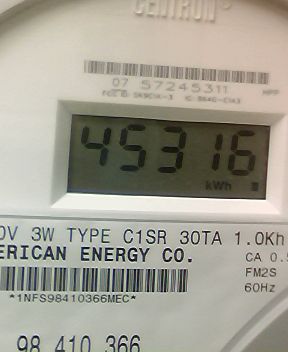 CENTRON
07 57245311
45316
kWh
0V 3W TYPE C1SR 30TA 1.0Kh
ERICAN ENERGY CO.
CA 0.5
FM2S
*1NFS98410366MEC*
60Hz
98 410 366